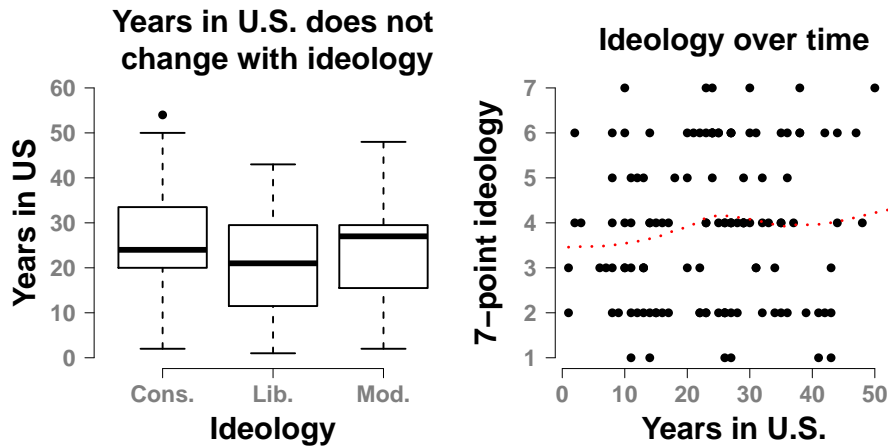 Years in U.S. does not
change with ideology
60
50
40
30
20
10
0
Years in US
Cons.
Lib.
Mod.
Ideology
Ideology over time
7
6
5
4
3
2
1
7−point ideology
0
10
20
30
40
50
Years in U.S.